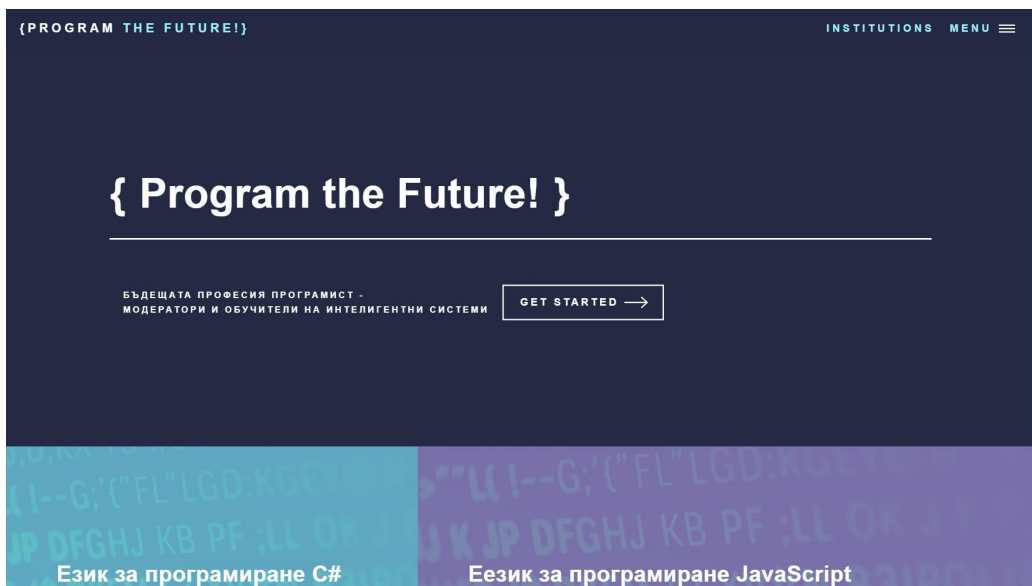 {PROGRAM THE FUTURE!}
INSTITUTIONS MENU
{ Program the Future! }
БЪДЕЩАТА ПРОФЕСИЯ ПРОГРАМИСТ -
МОДЕРАТОРИ И ОБУЧИТЕЛИ НА ИНТЕЛИГЕНТНИ СИСТЕМИ
GET STARTED
Език за програмиране C#
Еезик за програмиране JavaScript